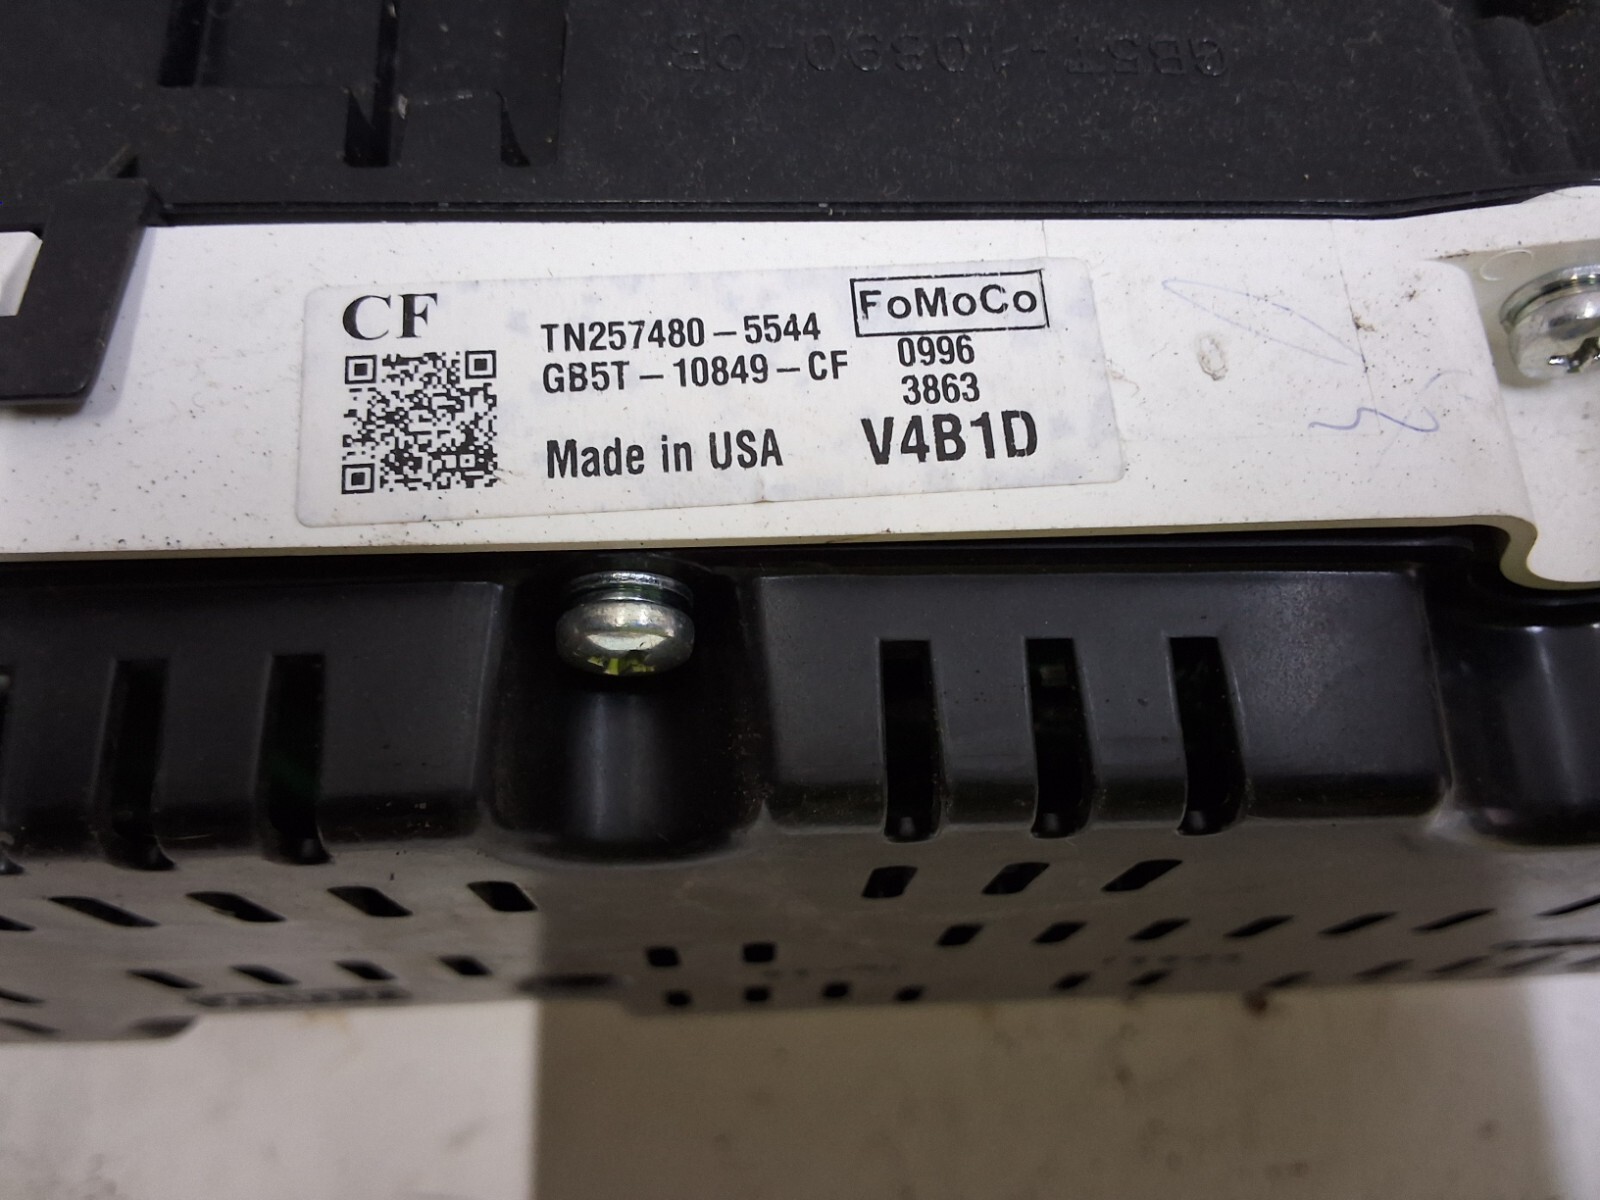 CF
TN257480-5544
GB5T-10849-CF
Made in USA
FoMoCo
0996
3863
V4B1D